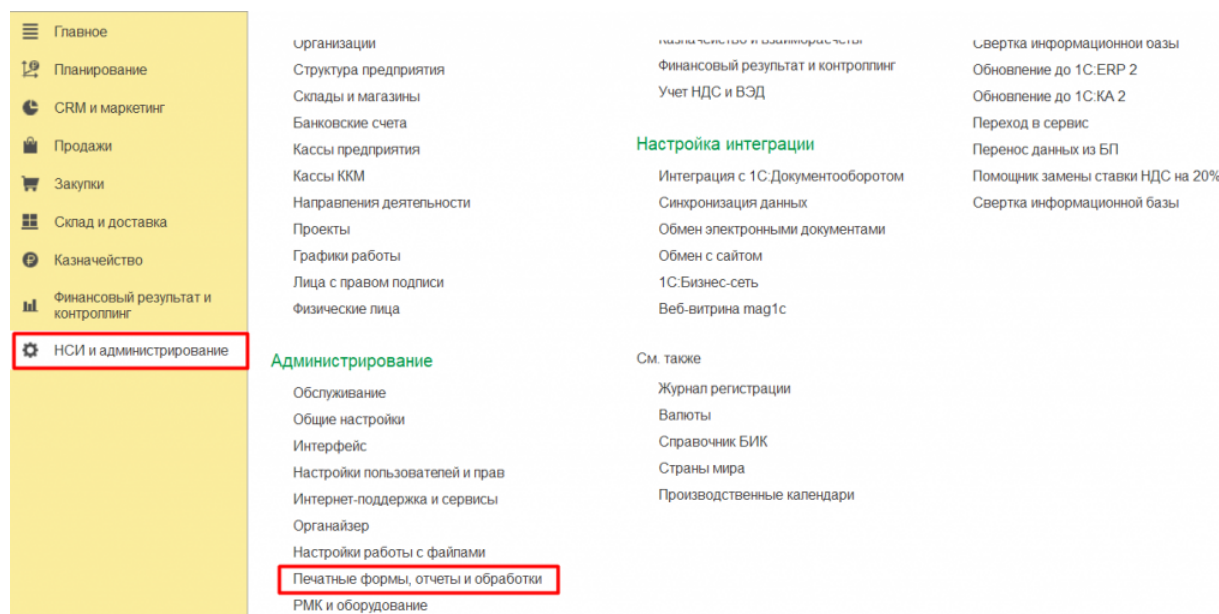 Главное
Планирование
CRM и маркетинг
Продажи
Закупки
Склад и доставка
Казначейство
Финансовый результат и
контроллинг
НСИ и администрирование
Организации
Структура предприятия
Склады и магазины
Банковские счета
Кассы предприятия
Кассы ККМ
Направления деятельности
Проекты
Графики работы
Лица с правом подписи
Физические лица
Администрирование
Обслуживание
Общие настройки
Интерфейс
Настройки пользователей и прав
Интернет-поддержка и сервисы
Органайзер
Настройки работы с файлами
Печатные формы, отчеты и обработки
РМК и оборудование
Казначейство и взаиморасчеты
Финансовый результат и контроллинг
Учет НДС и ВЭД
Настройка интеграции
Интеграция с 1С:Документооборотом
Синхронизация данных
Обмен электронными документами
Обмен с сайтом
1С:Бизнес-сеть
Веб-витрина mag1c
См. также
Журнал регистрации
Валюты
Справочник БИК
Страны мира
Производственные календари
Свертка информационной базы
Обновление до 1С:ERP 2
Обновление до 1С:КА 2
Переход в сервис
Перенос данных из БП
Помощник замены ставки НДС на 20%
Свертка информационной базы